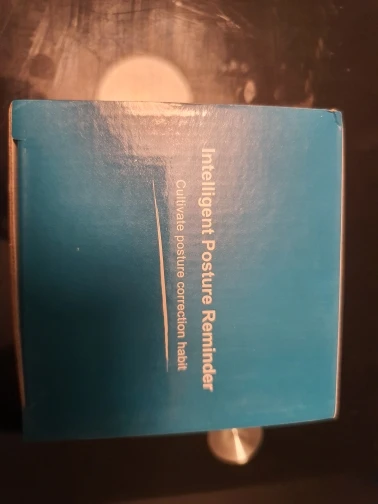 Intelligent Posture Reminder
Cultivate posture correction habit